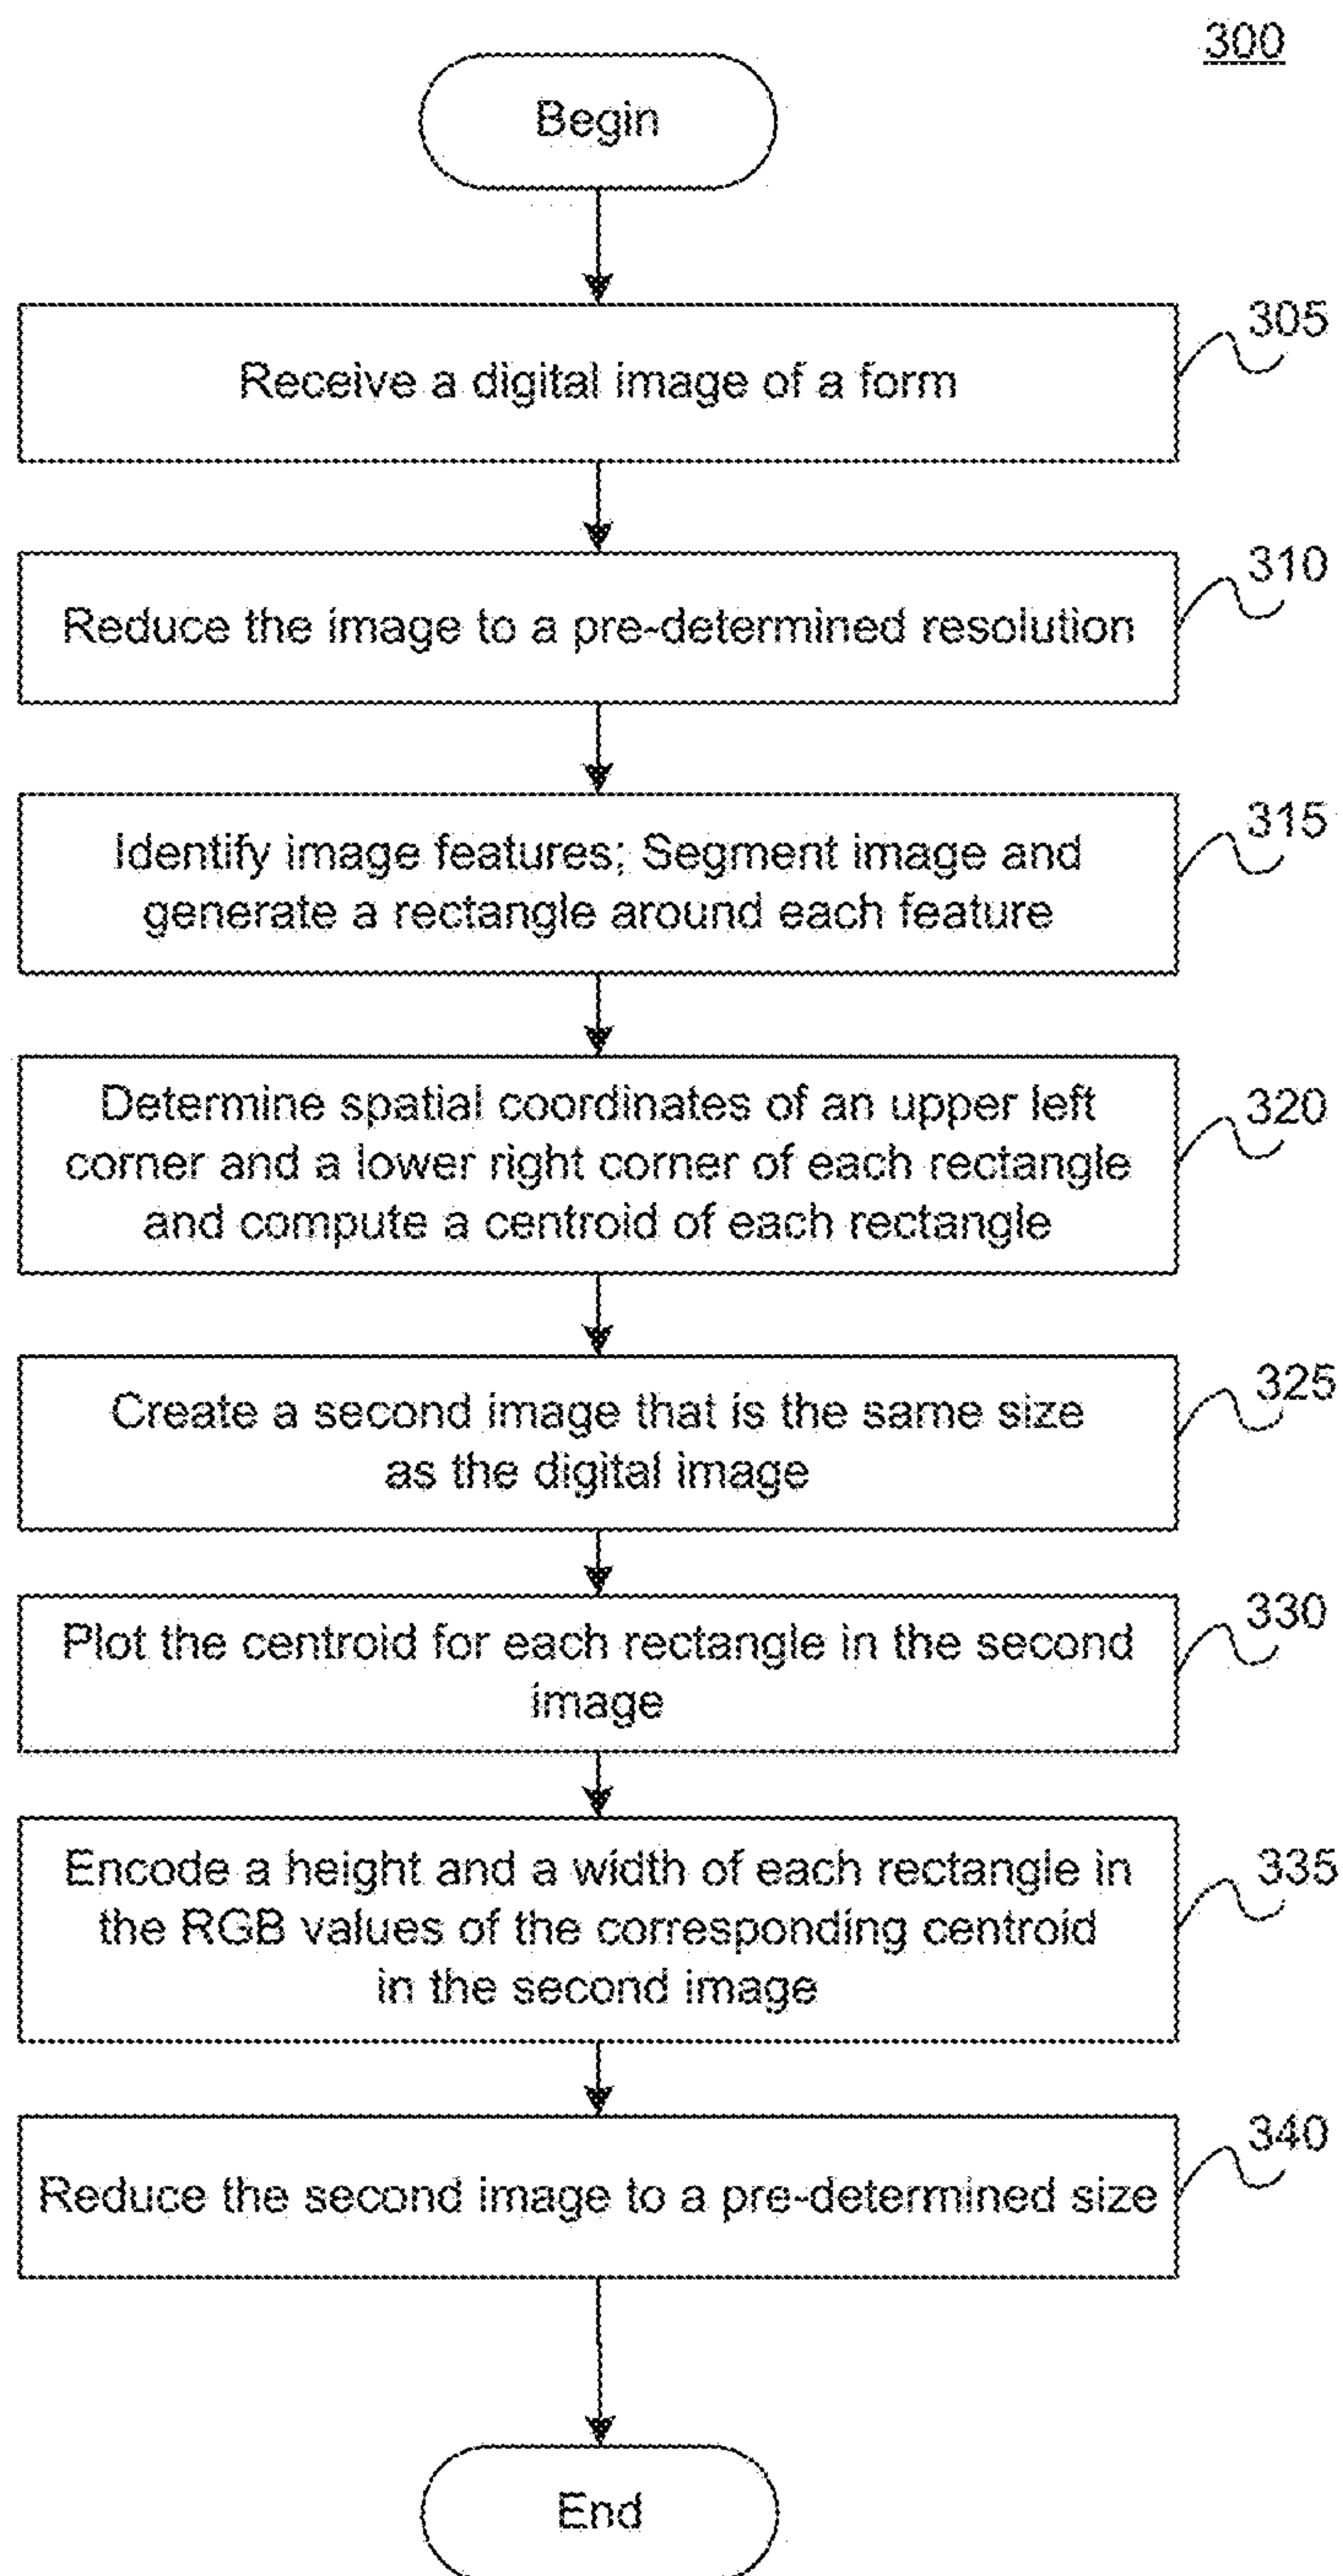 300
Begin
305
Receive a digital image of a form
310
Reduce the image to a pre-determined resolution
315
Identify image features; Segment image and
generate a rectangle around each feature
320
Determine spatial coordinates of an upper left
corner and a lower right corner of each rectangle
and compute a centroid of each rectangle
325
Create a second image that is the same size
as the digital image
330
Plot the centroid for each rectangle in the second
image
335
Encode a height and a width of each rectangle in
the RGB values of the corresponding centroid
in the second image
340
Reduce the second image to a pre-determined size
End